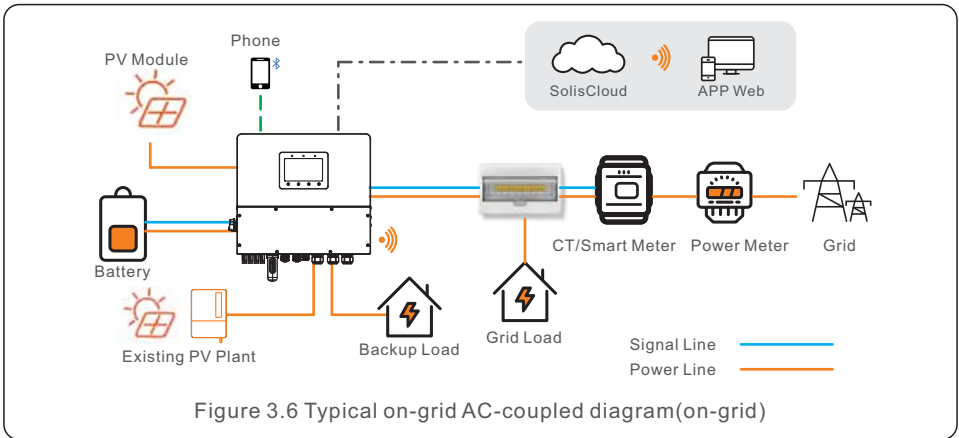 Phone
PV Module
SolisCloud
APP Web
Battery
CT/Smart Meter
Power Meter
Grid
Existing PV Plant
Backup Load
Grid Load
Signal Line
Power Line
Figure 3.6 Typical on-grid AC-coupled diagram(on-grid)